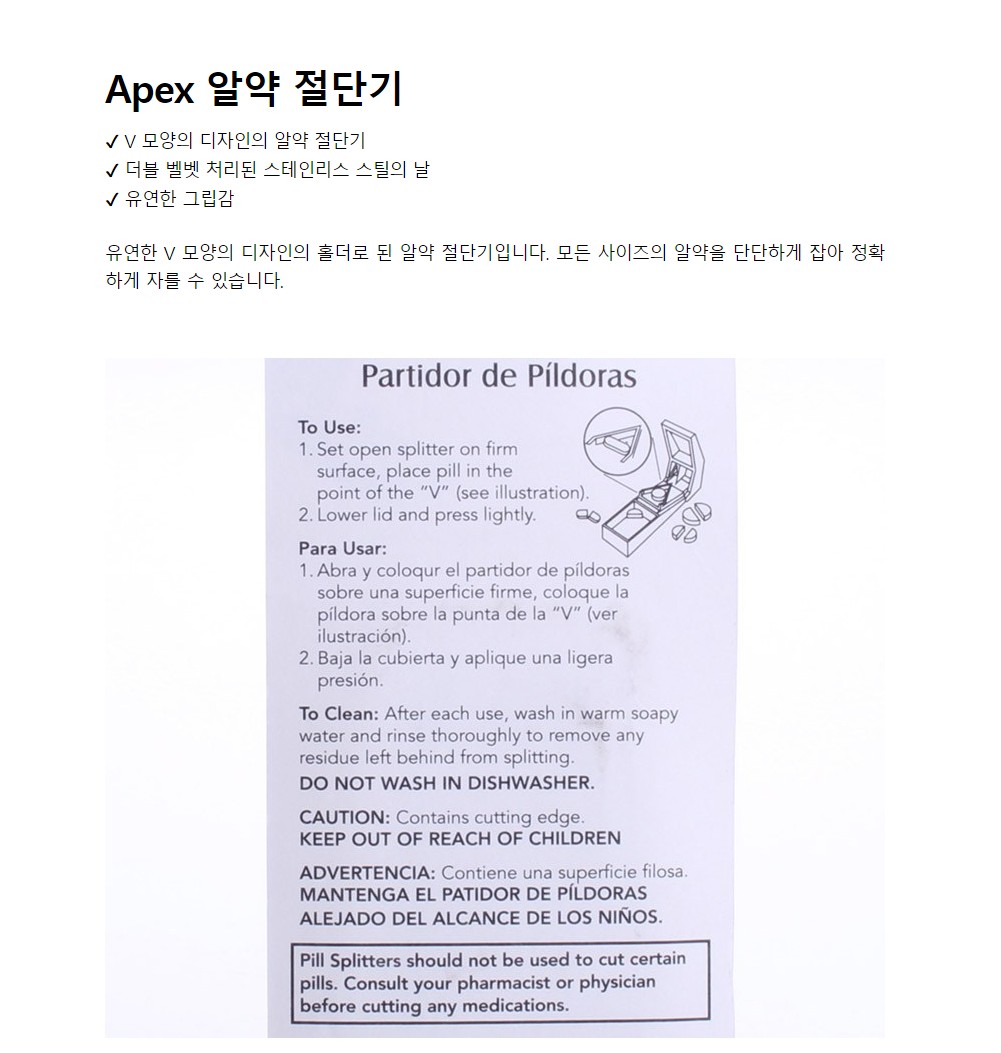 Apex 알약 절단기
✓ V 모양의 디자인의 알약 절단기
✓ 더블 벨벳 처리된 스테인리스 스틸의 날
✓ 유연한 그립감
유연한 V 모양의 디자인의 홀더로 된 알약 절단기입니다. 모든 사이즈의 알약을 단단하게 잡아 정확
하게 자를 수 있습니다.
Partidor de Píldoras
To Use:
1. Set open splitter on firm
surface, place pill in the
point of the “V” (see illustration).
2. Lower lid and press lightly.
Para Usar:
1. Abra y coloqur el partidor de píldoras
sobre una superficie firme, coloque la
píldora sobre la punta de la “V” (ver
ilustración).
2. Baja la cubierta y aplique una ligera
presión.
To Clean: After each use, wash in warm soapy
water and rinse thoroughly to remove any
residue left behind from splitting.
DO NOT WASH IN DISHWASHER.
CAUTION: Contains cutting edge.
KEEP OUT OF REACH OF CHILDREN
ADVERTENCIA: Contiene una superficie filosa.
MANTENGA EL PATIDOR DE PÍLDORAS
ALEJADO DEL ALCANCE DE LOS NIÑOS.
Pill Splitters should not be used to cut certain
pills. Consult your pharmacist or physician
before cutting any medications.